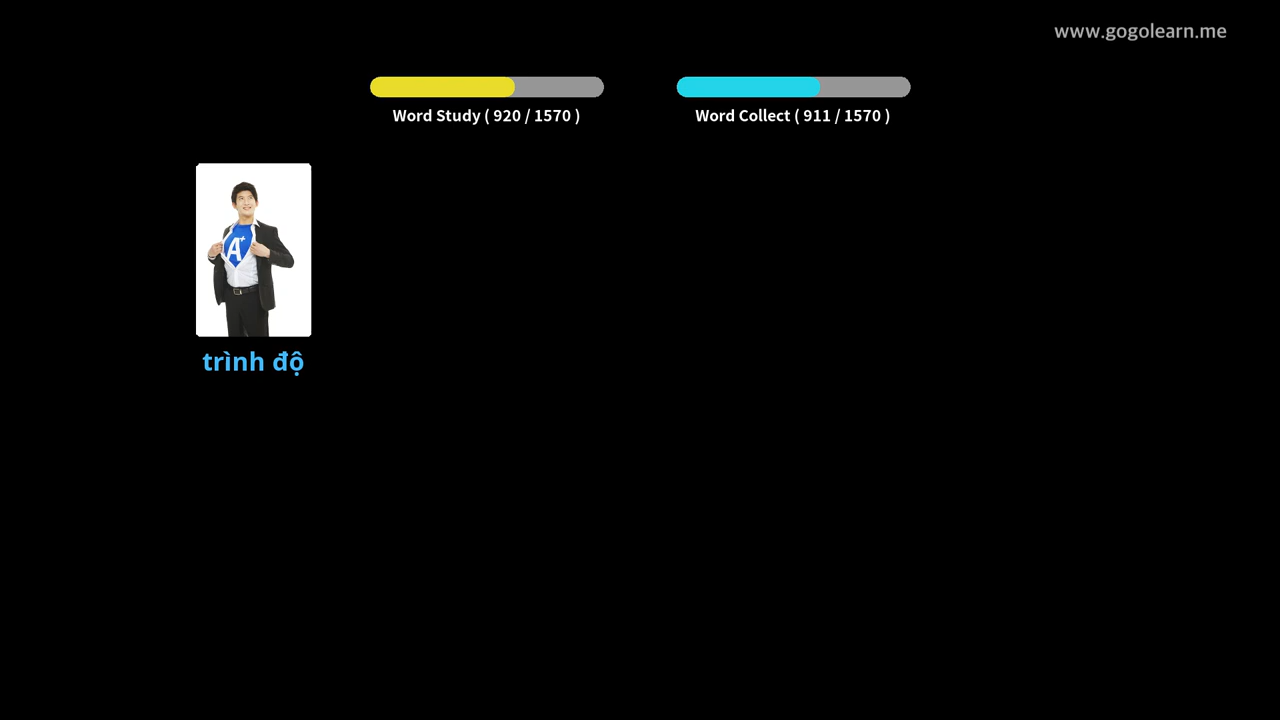 www.gogolearn.me
Word Study ( 920 / 1570 )
Word Collect ( 911 / 1570 )
A+
trình độ